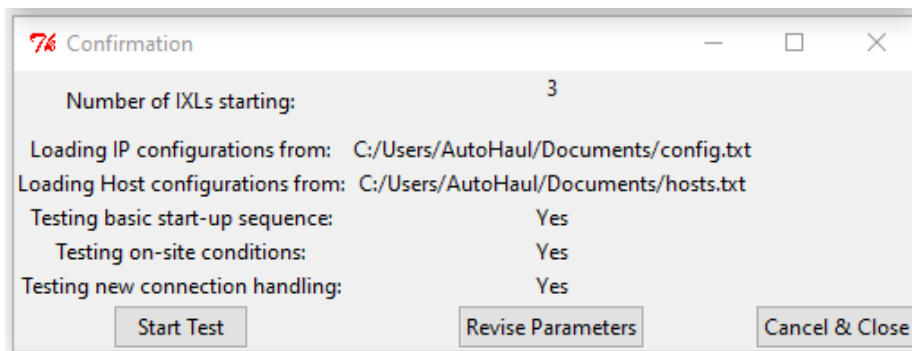 Confirmation
Number of IXLs starting: 3
Loading IP configurations from: C:/Users/AutoHaul/Documents/config.txt
Loading Host configurations from: C:/Users/AutoHaul/Documents/hosts.txt
Testing basic start-up sequence: Yes
Testing on-site conditions: Yes
Testing new connection handling: Yes
Start Test Revise Parameters Cancel & Close